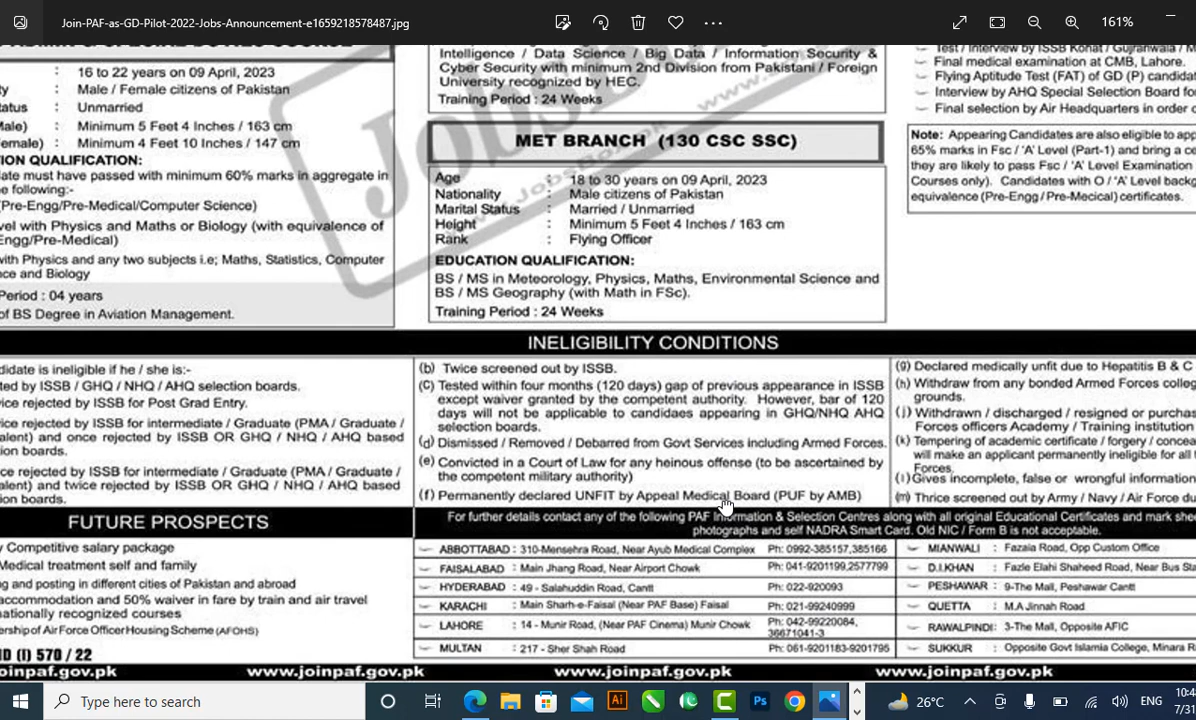 Join-PAF-as-GD-Pilot-2022-Jobs-Announcement-e1659218578487.jpg
161%
: 16 to 22 years on 09 April, 2023
: Male / Female citizens of Pakistan
tatus : Unmarried
Male) : Minimum 5 Feet 4 Inches / 163 cm
emale) : Minimum 4 Feet 10 Inches / 147 cm
ION QUALIFICATION:
ate must have passed with minimum 60% marks in aggregate in
e following:-
(Pre-Engg/Pre-Medical/Computer Science)
vel with Physics and Maths or Biology (with equivalence of
Engg/Pre-Medical)
with Physics and any two subjects i.e; Maths, Statistics, Computer
ce and Biology
Period : 04 years
of BS Degree in Aviation Management.
Intelligence / Data Science / Big Data / Information Security &
Cyber Security with minimum 2nd Division from Pakistani / Foreign
University recognized by HEC.
Training Period : 24 Weeks
MET BRANCH (130 CSC SSC)
Age : 18 to 30 years on 09 April, 2023
Nationality : Male citizens of Pakistan
Marital Status : Married / Unmarried
Height : Minimum 5 Feet 4 Inches / 163 cm
Rank : Flying Officer
EDUCATION QUALIFICATION:
BS / MS in Meteorology, Physics, Maths, Environmental Science and
BS / MS Geography (with Math in FSc).
Training Period : 24 Weeks
Test / Interview by ISSB Kohat / Gujranwala / M
Final medical examination at CMB, Lahore.
Flying Aptitude Test (FAT) of GD (P) candidat
Interview by AHQ Special Selection Board for
Final selection by Air Headquarters in order o
Note: Appearing Candidates are also eligible to app
65% marks in Fsc / 'A' Level (Part-1) and bring a ce
they are likely to pass Fsc / 'A' Level Examination
Courses only). Candidates with O / 'A' Level backg
equivalence (Pre-Engg / Pre-Mecical) certificates.
INELIGIBILITY CONDITIONS
didate is ineligible if he / she is:-
ted by ISSB / GHQ / NHQ / AHQ selection boards.
vice rejected by ISSB for Post Grad Entry.
ice rejected by ISSB for intermediate / Graduate (PMA / Graduate /
alent) and once rejected by ISSB OR GHQ / NHQ / AHQ based
ion boards.
ce rejected by ISSB for intermediate / Graduate (PMA / Graduate /
alent) and twice rejected by ISSB OR GHQ / NHQ / AHQ based
ion boards.
(b) Twice screened out by ISSB.
(C) Tested within four months (120 days) gap of previous appearance in ISSB
except waiver granted by the competent authority. However, bar of 120
days will not be applicable to candidaes appearing in GHQ/NHQ AHQ
selection boards.
(d) Dismissed / Removed / Debarred from Govt Services including Armed Forces.
(e) Convicted in a Court of Law for any heinous offense (to be ascertained by
the competent military authority)
(f) Permanently declared UNFIT by Appeal Medical Board (PUF by AMB)
(g) Declared medically unfit due to Hepatitis B & C
(h) Withdraw from any bonded Armed Forces colleg
grounds.
(j) Withdrawn / discharged / resigned or purchas
Forces officers Academy / Training institution
(k) Tempering of academic certificate / forgery / concea
will make an applicant permanently ineligible for all
Forces.
(l) Gives incomplete, false or wrongful information
(m) Thrice screened out by Army / Navy / Air Force du
FUTURE PROSPECTS
y Competitive salary package
Medical treatment self and family
ng and posting in different cities of Pakistan and abroad
accommodation and 50% waiver in fare by train and air travel
nationally recognized courses
ership of Air Force Officer Housing Scheme (AFOHS)
ID (I) 570 / 22
For further details contact any of the following PAF Information & Selection Centres along with all original Educational Certificates and mark shee
photographs and self NADRA Smart Card. Old NIC / Form B is not acceptable.
ABBOTTABAD : 310-Mensehra Road, Near Ayub Medical Complex Ph: 0992-385157,385166
FAISALABAD : Main Jhang Road, Near Airport Chowk Ph: 041-9201199,2577799
HYDERABAD : 49 - Salahuddin Road, Cantt Ph: 022-920093
KARACHI : Main Sharh-e-Faisal (Near PAF Base) Faisal Ph: 021-99240999
LAHORE : 14 - Munir Road, (Near PAF Cinema) Munir Chowk Ph: 042-99220084,
36671041-3
MULTAN : 217 - Sher Shah Road Ph: 061-9201183-9201795
MIANWALI : Fazaia Road, Opp Custom Office
D.I.KHAN : Fazle Elahi Shaheed Road, Near Bus Sta
PESHAWAR : 9-The Mall, Peshawar Cantt
QUETTA : M.A Jinnah Road
RAWALPINDI: 3-The Mall, Opposite AFIC
SUKKUR : Opposite Govt Islamia College, Minara R
oinpaf.gov.pk www.joinpaf.gov.pk www.joinpaf.gov.pk
Type here to search
Ai
Ps
26°C
ENG
10:4
7/31